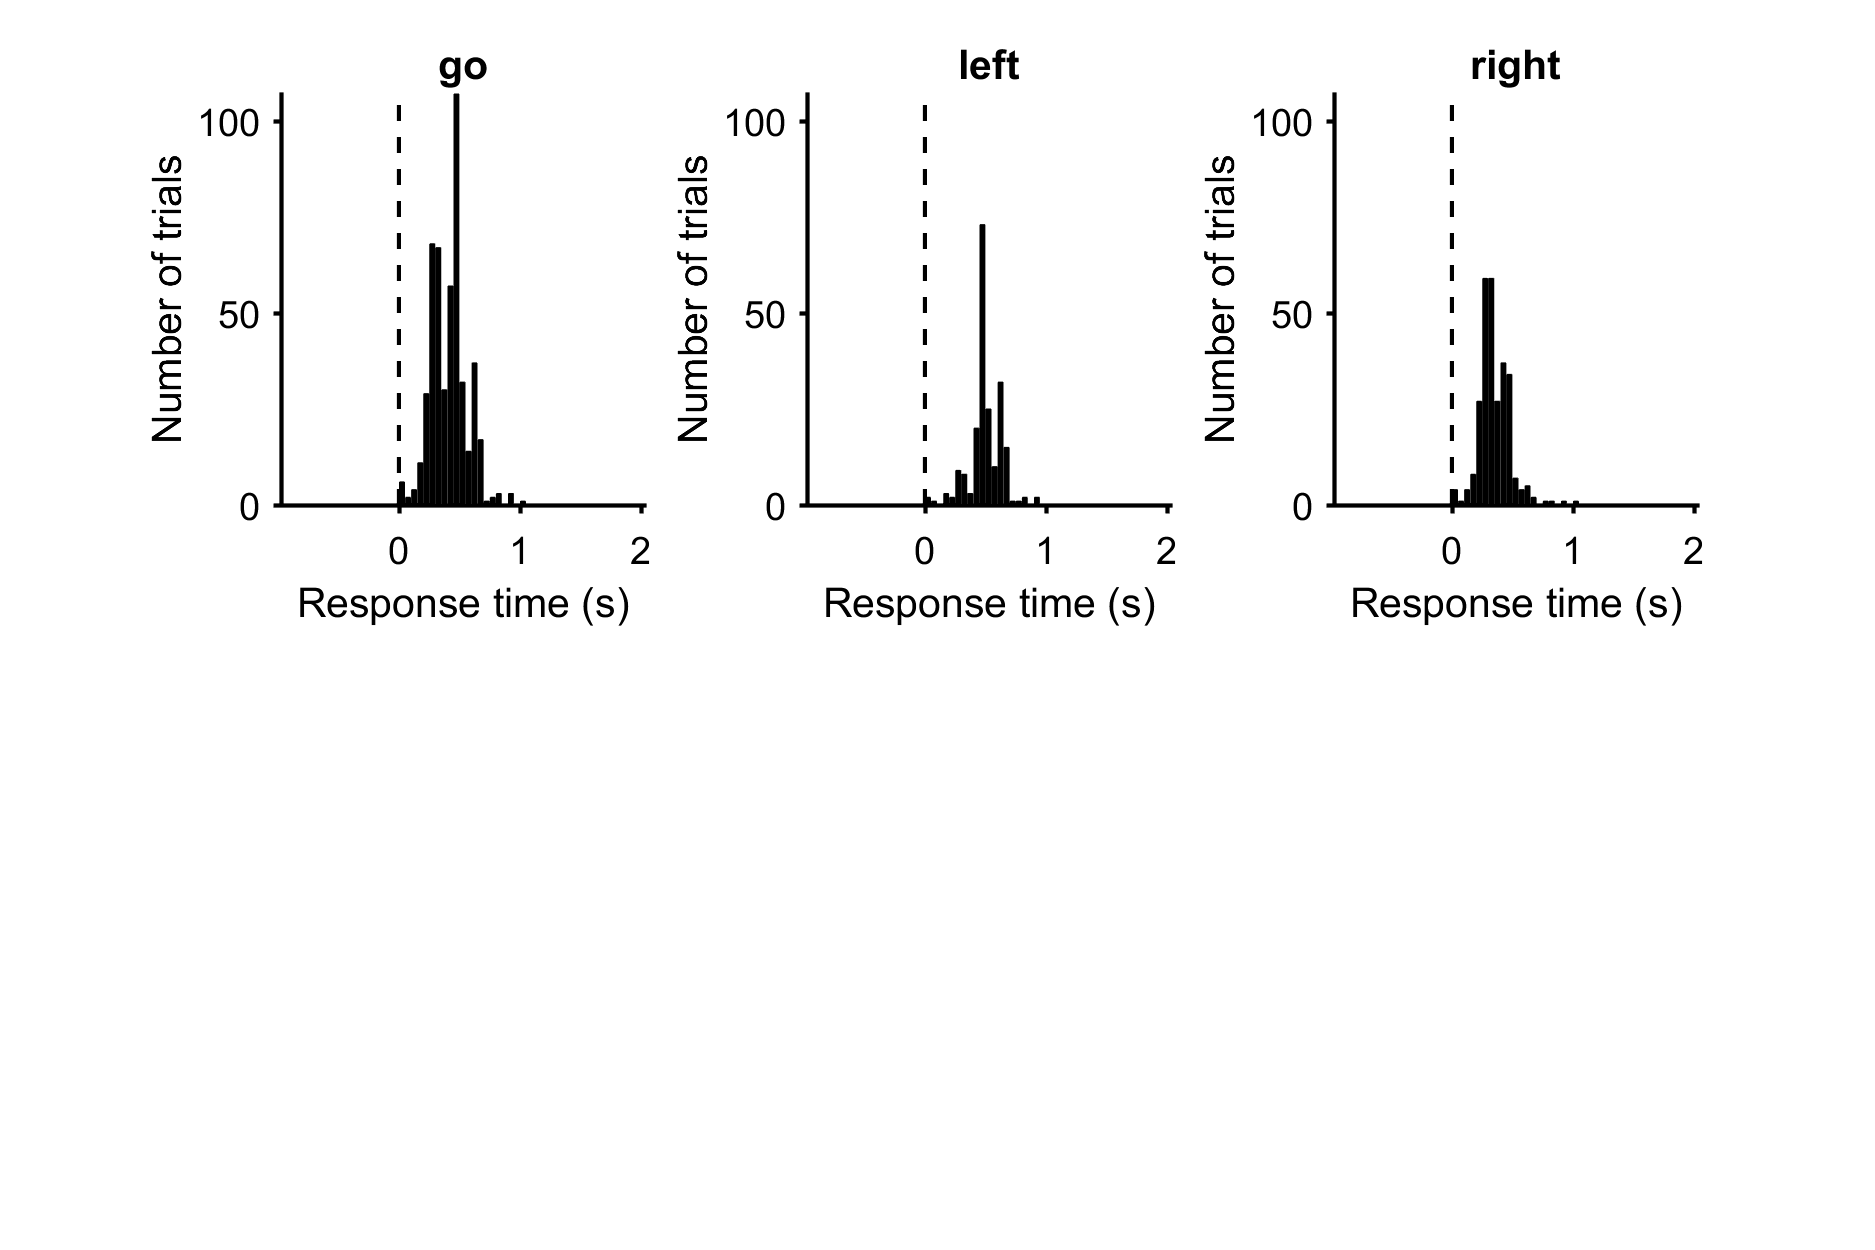 go
Number of trials
100
50
0
0 1 2
Response time (s)
left
Number of trials
100
50
0
0 1 2
Response time (s)
right
Number of trials
100
50
0
0 1 2
Response time (s)